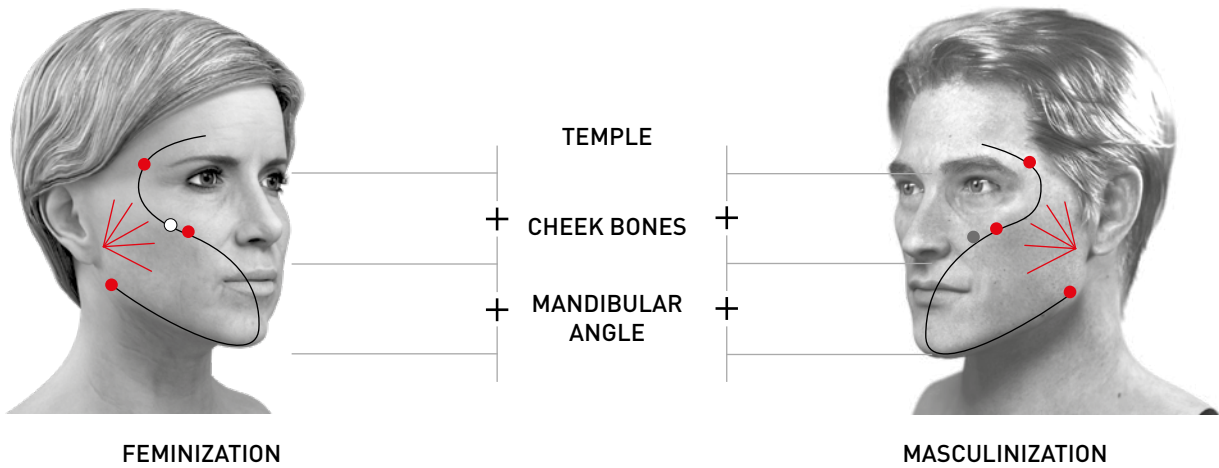 TEMPLE
+ CHEEK BONES +
+ MANDIBULAR +
ANGLE
FEMINIZATION
MASCULINIZATION